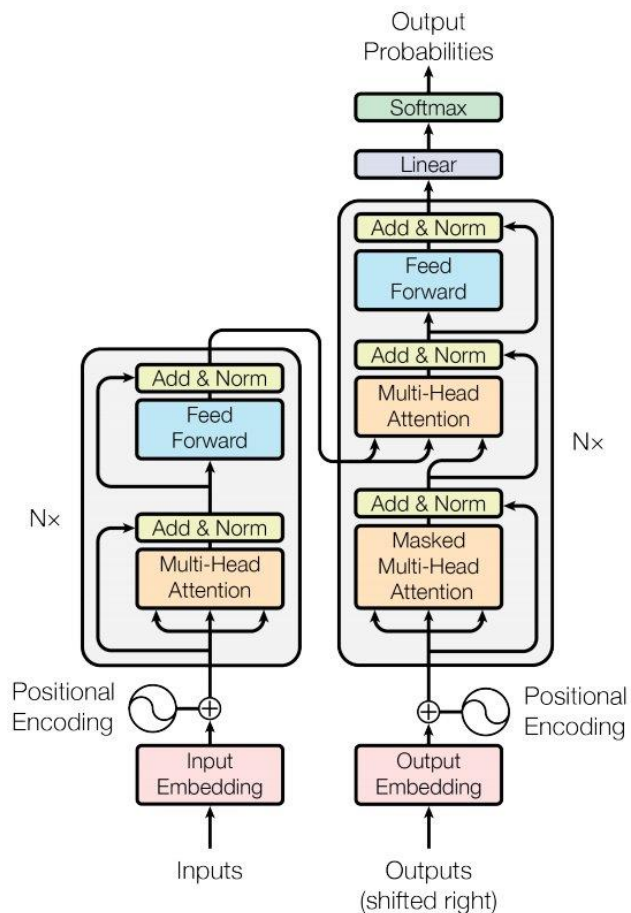 Output
Probabilities
Softmax
Linear
Add & Norm
Feed
Forward
Add & Norm
Multi-Head
Attention
Nx
Add & Norm
Masked
Multi-Head
Attention
Add & Norm
Feed
Forward
Nx
Add & Norm
Multi-Head
Attention
Positional
Encoding
Positional
Encoding
Input
Embedding
Output
Embedding
Inputs
Outputs
(shifted right)